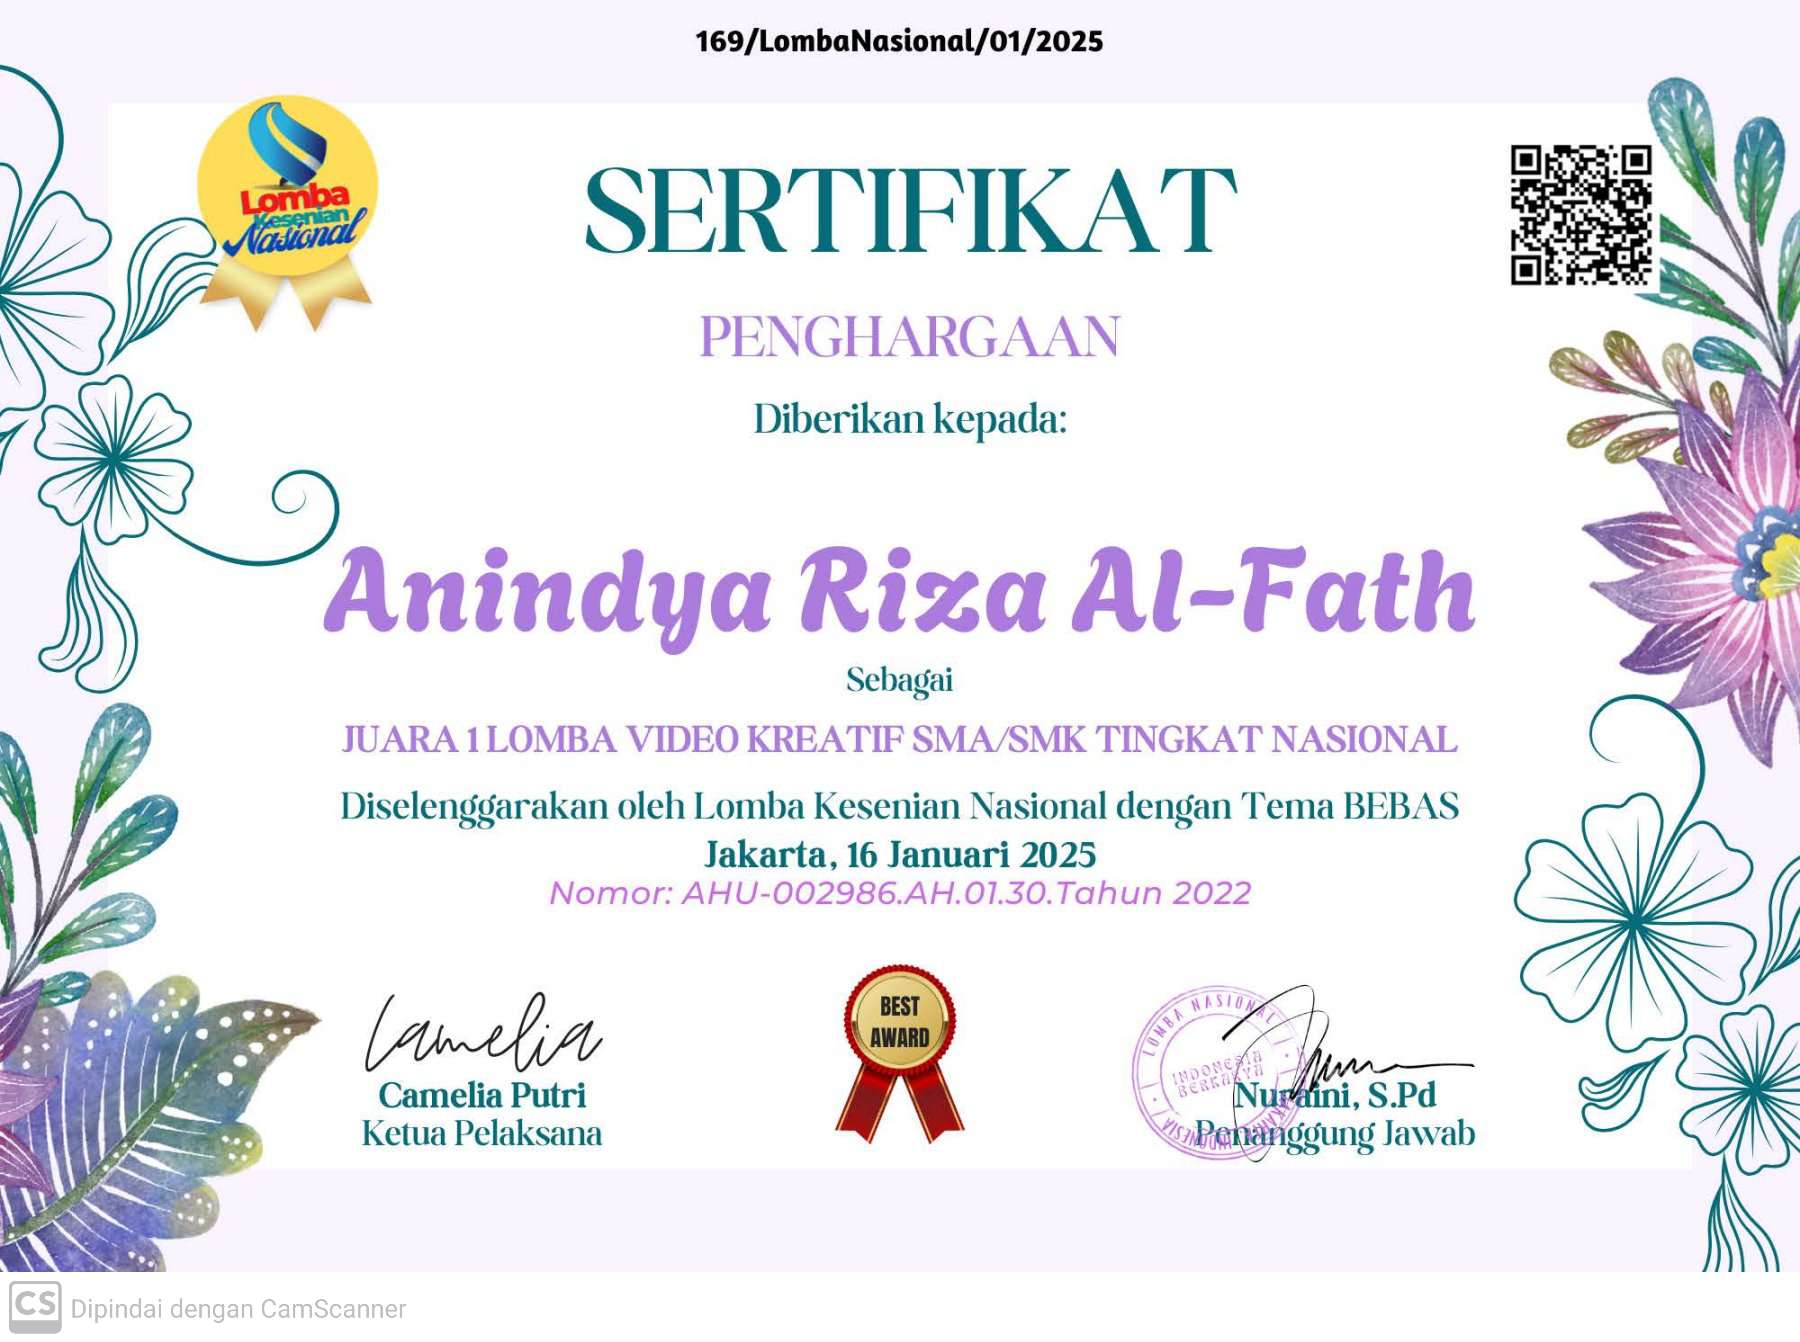 169/LombaNasional/01/2025
Lomba
Kesenian
Nasional
SERTIFIKAT
PENGHARGAAN
Diberikan kepada:
Anindya Riza Al-Fath
Sebagai
JUARA 1 LOMBA VIDEO KREATIF SMA/SMK TINGKAT NASIONAL
Diselenggarakan oleh Lomba Kesenian Nasional dengan Tema BEBAS
Jakarta, 16 Januari 2025
Nomor: AHU-002986.AH.01.30.Tahun 2022
Camelia
Camelia Putri
Ketua Pelaksana
BEST
AWARD
LOMBA NASIONAL
INDONESIA
BERKARYA
Nuraini, S.Pd
Penanggung Jawab
CS Dipindai dengan CamScanner